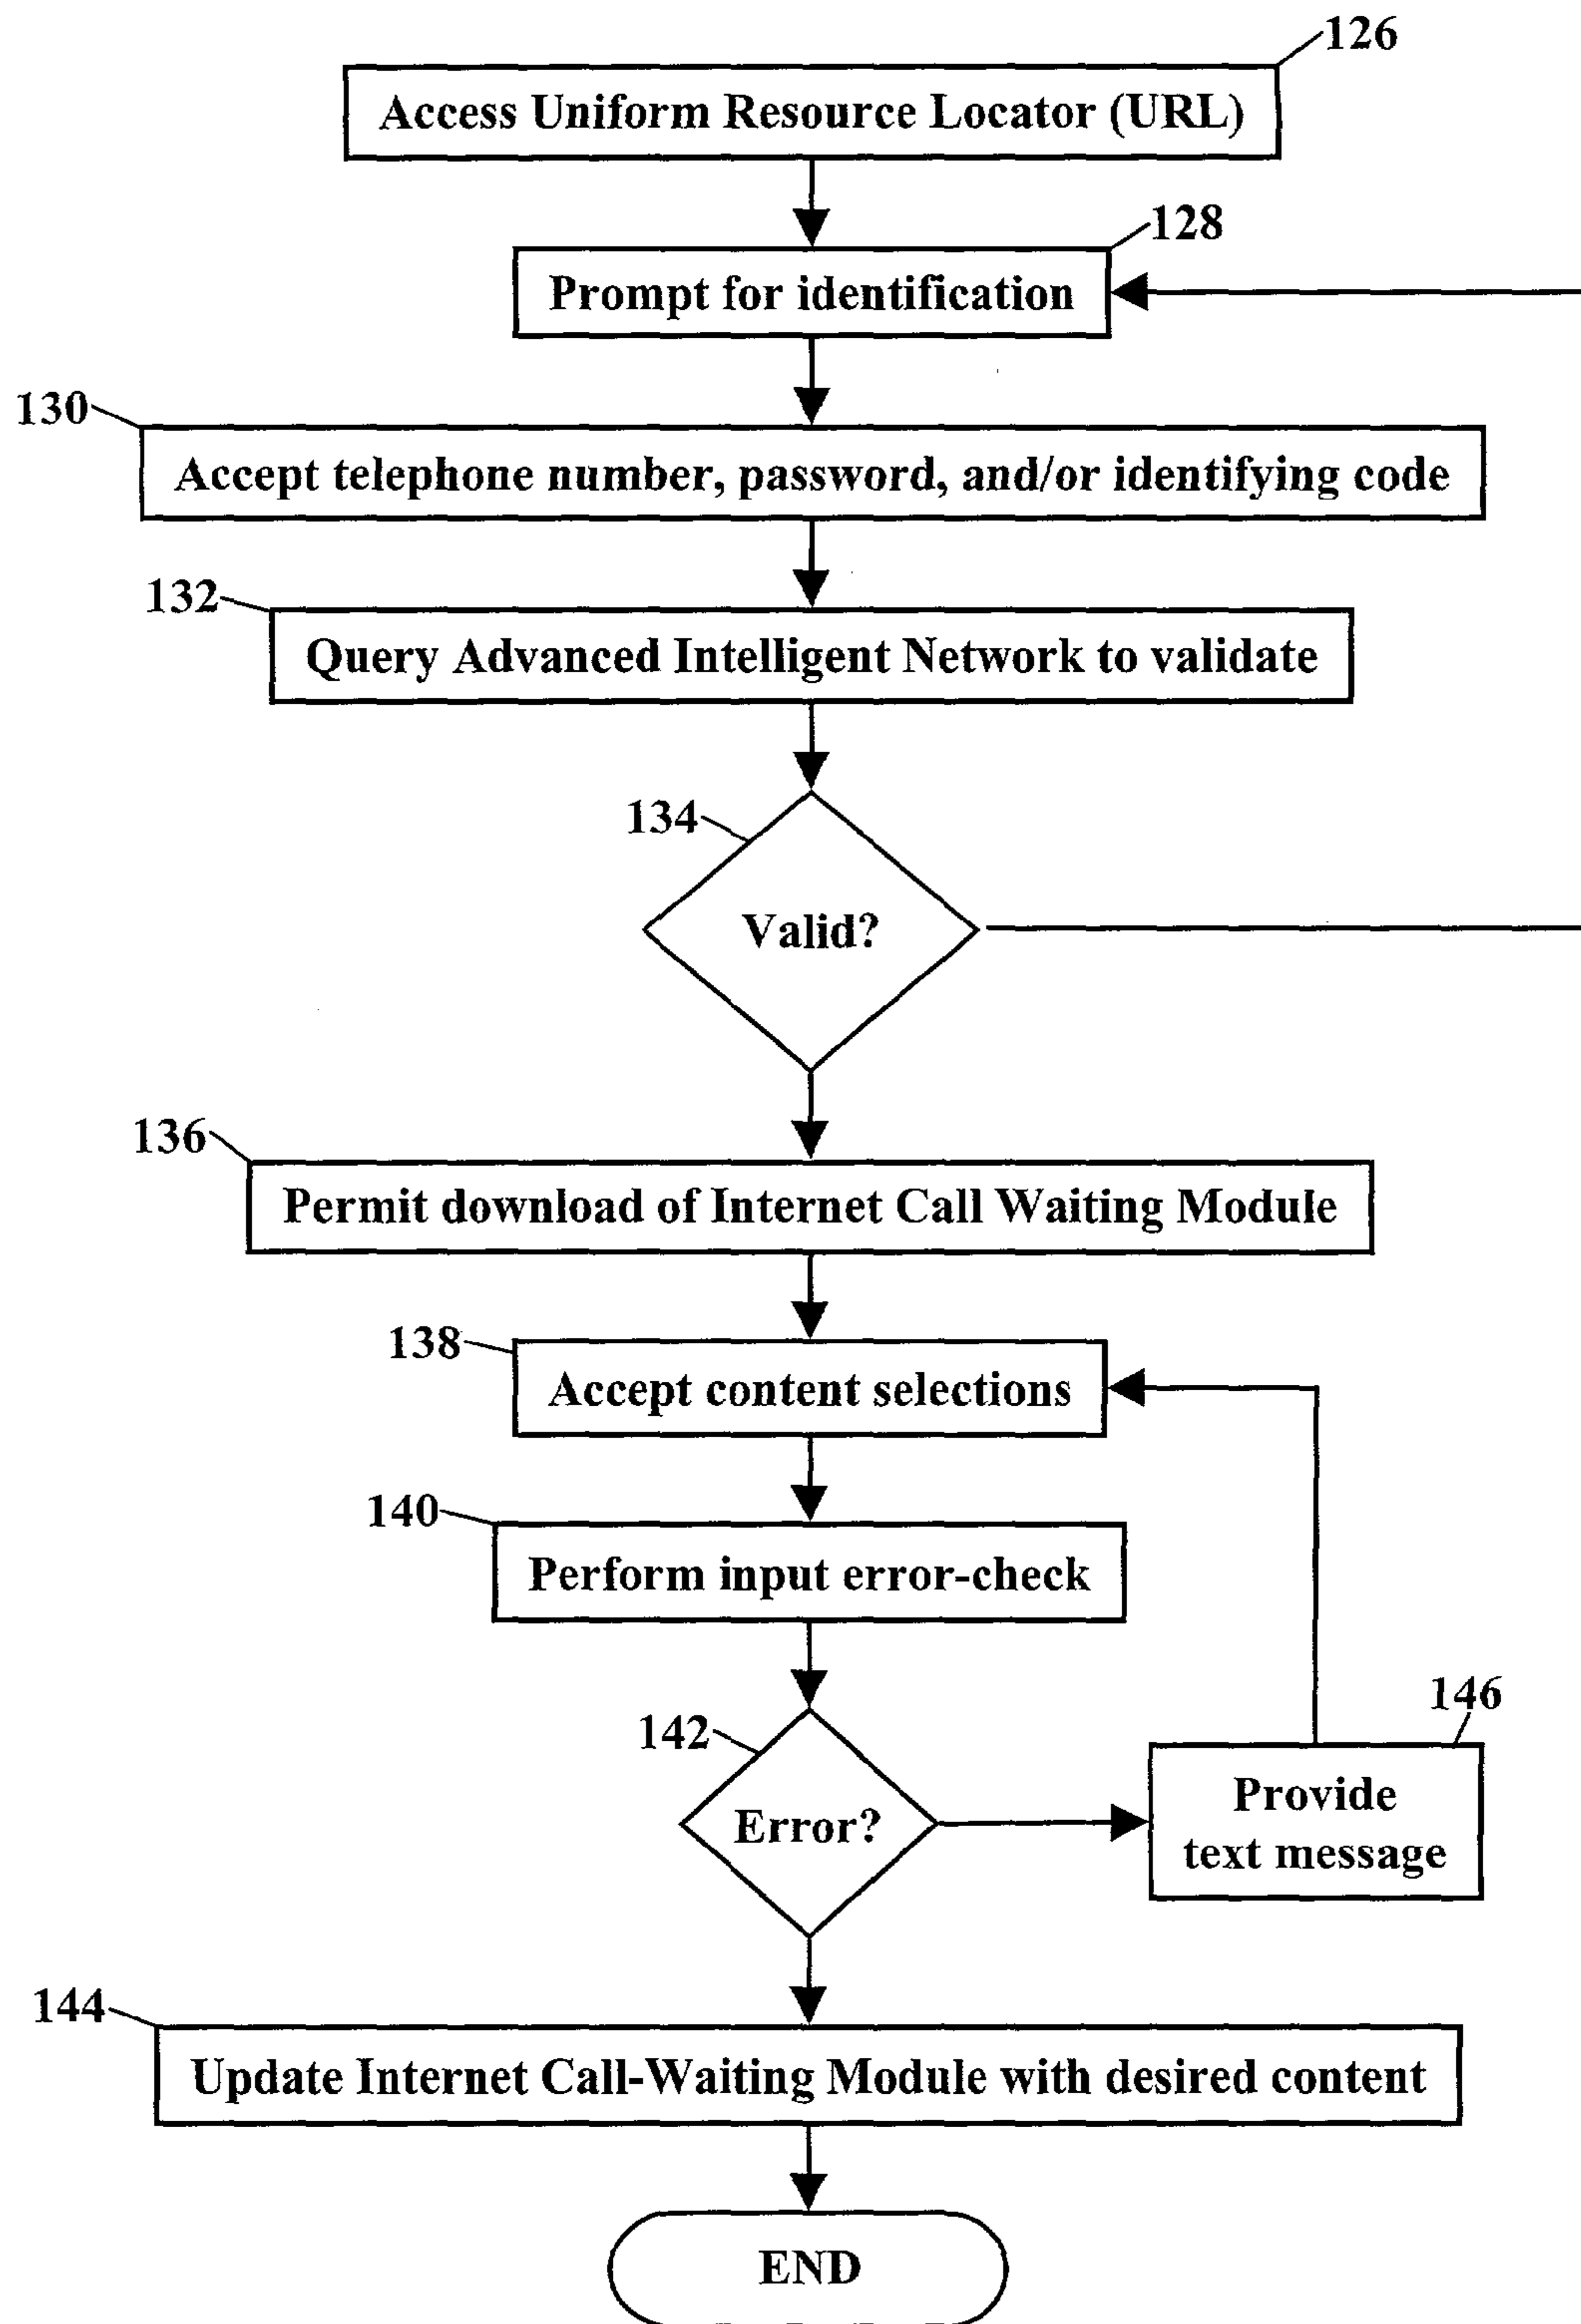 126
Access Uniform Resource Locator (URL)
128
Prompt for identification
130
Accept telephone number, password, and/or identifying code
132
Query Advanced Intelligent Network to validate
134
Valid?
136
Permit download of Internet Call Waiting Module
138
Accept content selections
140
Perform input error-check
142
Error?
146
Provide
text message
144
Update Internet Call-Waiting Module with desired content
END